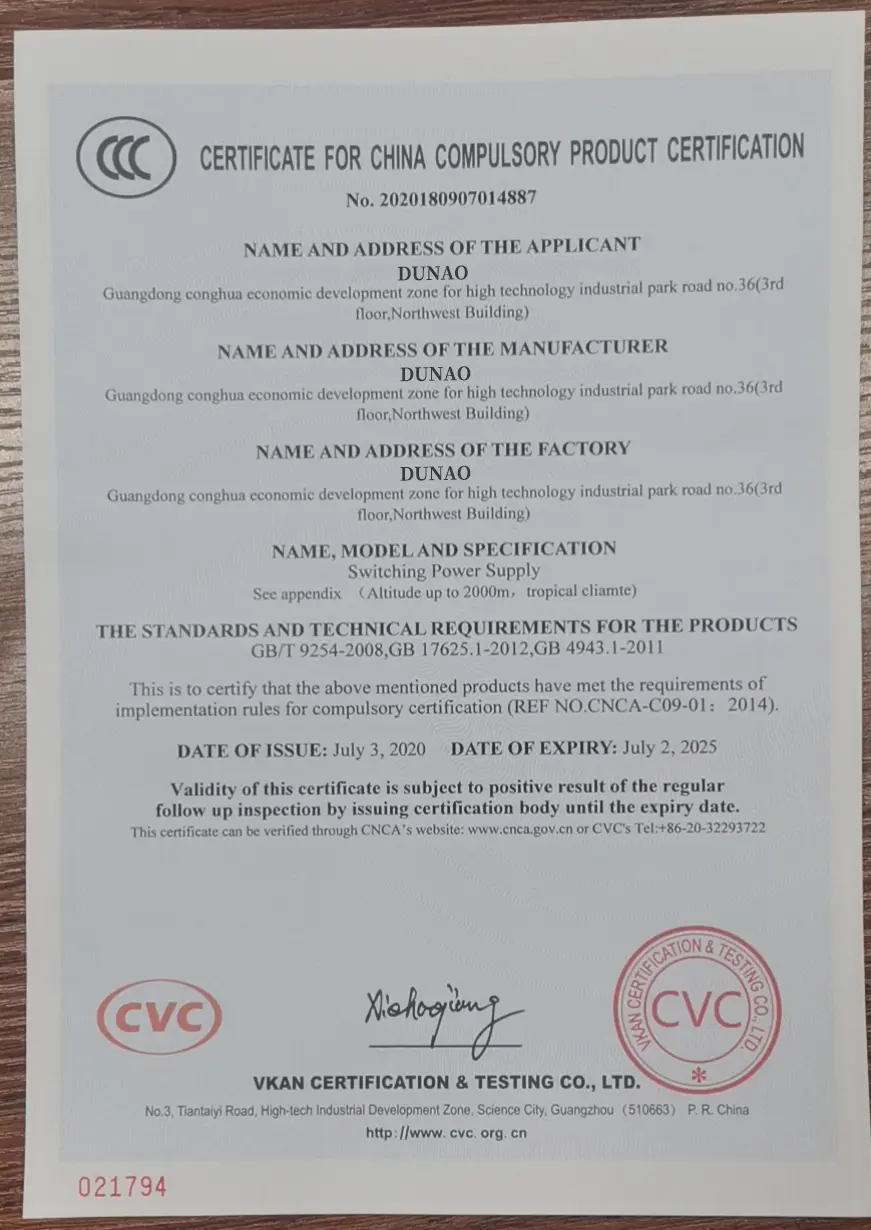 CCC
CERTIFICATE FOR CHINA COMPULSORY PRODUCT CERTIFICATION
No. 2020180907014887
NAME AND ADDRESS OF THE APPLICANT
DUNAO
Guangdong conghua economic development zone for high technology industrial park road no.36(3rd
floor,Northwest Building)
NAME AND ADDRESS OF THE MANUFACTURER
DUNAO
Guangdong conghua economic development zone for high technology industrial park road no.36(3rd
floor,Northwest Building)
NAME AND ADDRESS OF THE FACTORY
DUNAO
Guangdong conghua economic development zone for high technology industrial park road no.36(3rd
floor,Northwest Building)
NAME, MODEL AND SPECIFICATION
Switching Power Supply
See appendix （Altitude up to 2000m，tropical cliamte)
THE STANDARDS AND TECHNICAL REQUIREMENTS FOR THE PRODUCTS
GB/T 9254-2008,GB 17625.1-2012,GB 4943.1-2011
This is to certify that the above mentioned products have met the requirements of
implementation rules for compulsory certification (REF NO.CNCA-C09-01：2014).
DATE OF ISSUE: July 3, 2020 DATE OF EXPIRY: July 2, 2025
Validity of this certificate is subject to positive result of the regular
follow up inspection by issuing certification body until the expiry date.
This certificate can be verified through CNCA's website: www.cnca.gov.cn or CVC's Tel:+86-20-32293722
CVC
VKAN CERTIFICATION & TESTING CO., LTD.
CVC
*
VKAN CERTIFICATION & TESTING CO., LTD.
No.3, Tiantaiyi Road, High-tech Industrial Development Zone, Science City, Guangzhou （510663） P. R. China
http://www.cvc.org.cn
021794